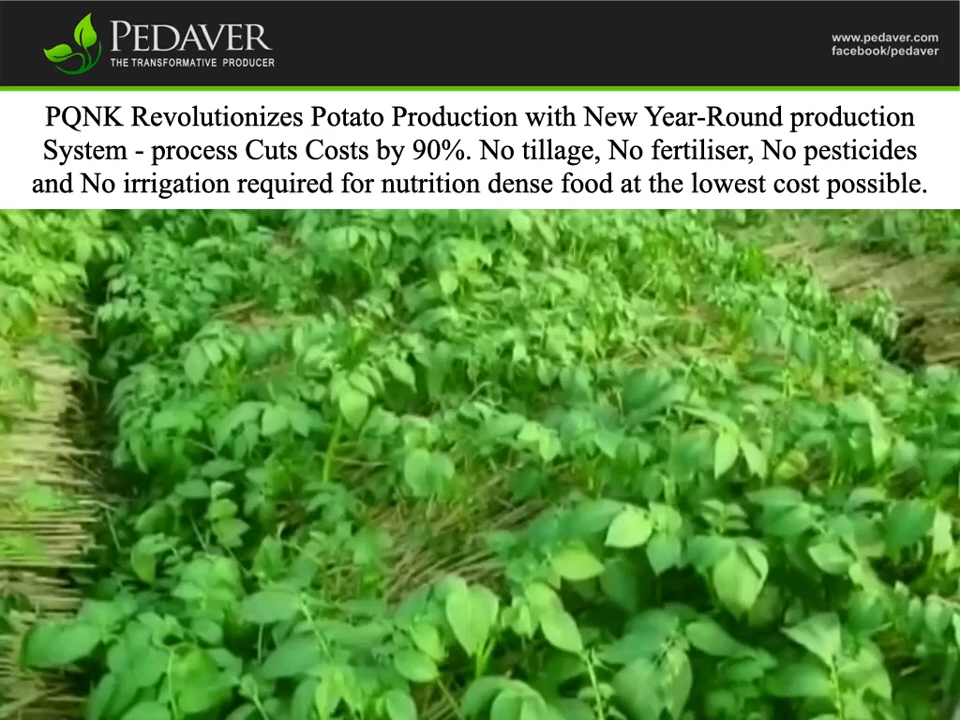 PEDAVER
THE TRANSFORMATIVE PRODUCER
www.pedaver.com
facebook/pedaver
PQNK Revolutionizes Potato Production with New Year-Round production
System - process Cuts Costs by 90%. No tillage, No fertiliser, No pesticides
and No irrigation required for nutrition dense food at the lowest cost possible.